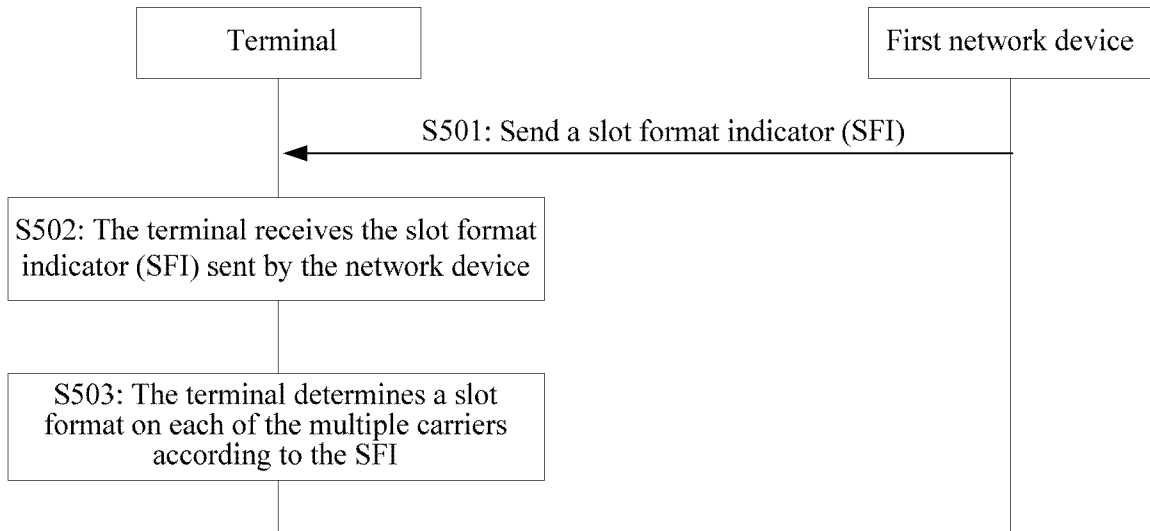 Terminal
First network device
S501: Send a slot format indicator (SFI)
S502: The terminal receives the slot format
indicator (SFI) sent by the network device
S503: The terminal determines a slot
format on each of the multiple carriers
according to the SFI